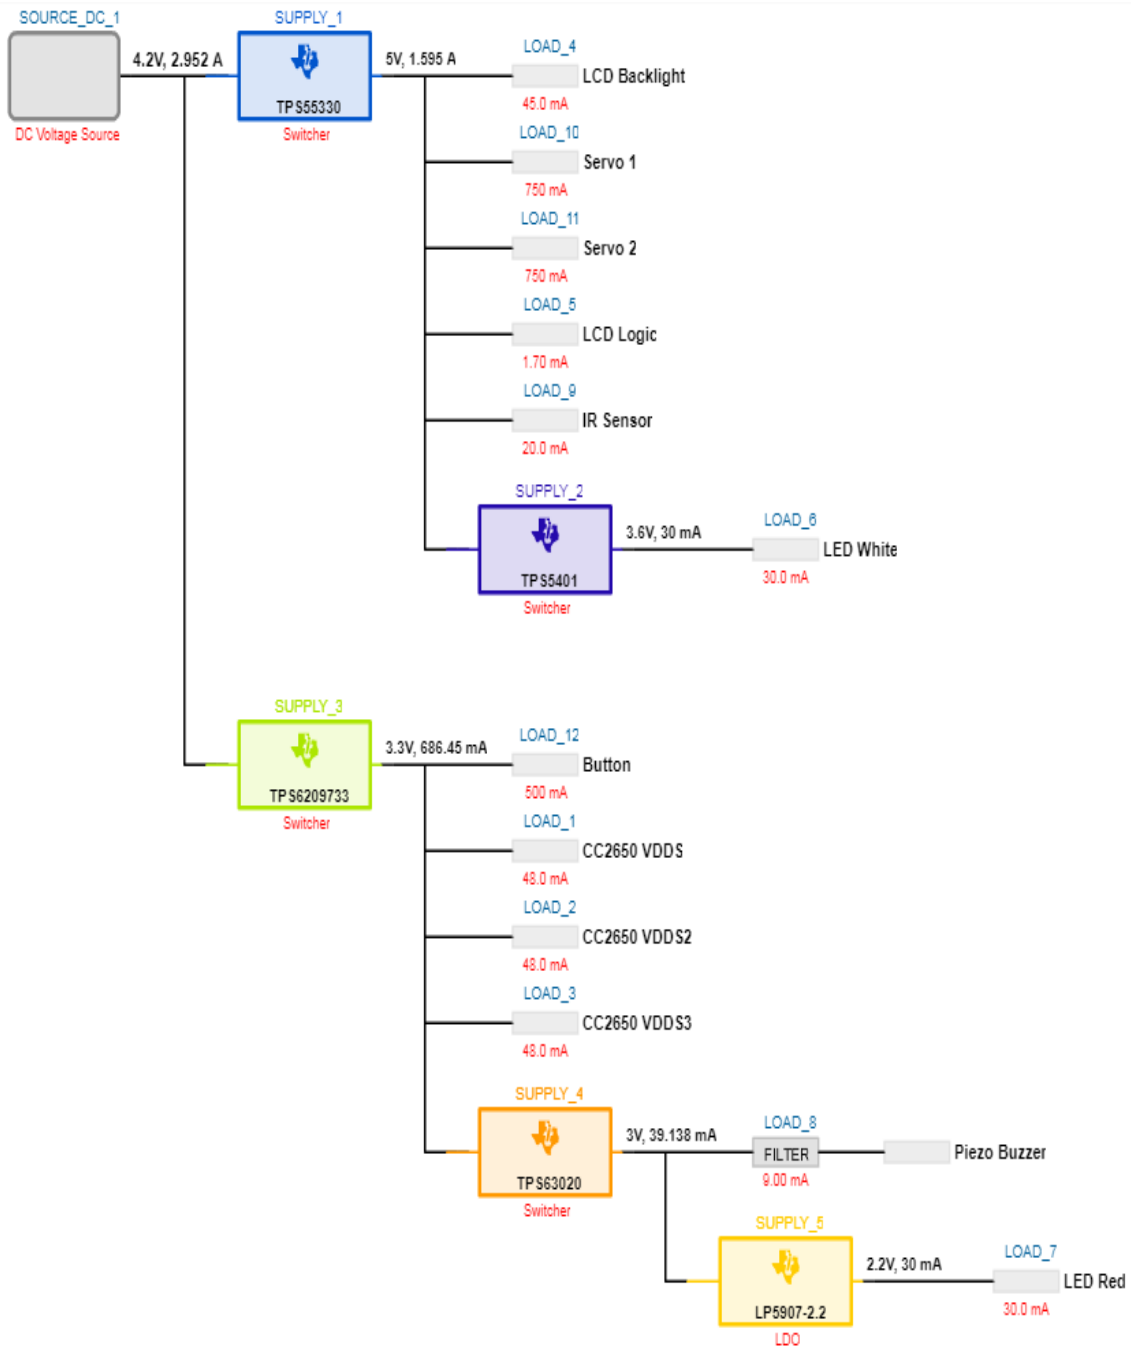 SOURCE_DC_1
4.2V, 2.952 A
DC Voltage Source
SUPPLY_1
TPS55330
Switcher
5V, 1.595 A
LOAD_4
LCD Backlight
45.0 mA
LOAD_10
Servo 1
750 mA
LOAD_11
Servo 2
750 mA
LOAD_5
LCD Logic
1.70 mA
LOAD_9
IR Sensor
20.0 mA
SUPPLY_2
TPS5401
Switcher
3.6V, 30 mA
LOAD_6
LED White
30.0 mA
SUPPLY_3
TPS6209733
Switcher
3.3V, 686.45 mA
LOAD_12
Button
500 mA
LOAD_1
CC2650 VDDS
48.0 mA
LOAD_2
CC2650 VDDS2
48.0 mA
LOAD_3
CC2650 VDDS3
48.0 mA
SUPPLY_4
TPS63020
Switcher
3V, 39.138 mA
LOAD_8
FILTER
9.00 mA
Piezo Buzzer
SUPPLY_5
LP5907-2.2
LDO
2.2V, 30 mA
LOAD_7
LED Red
30.0 mA